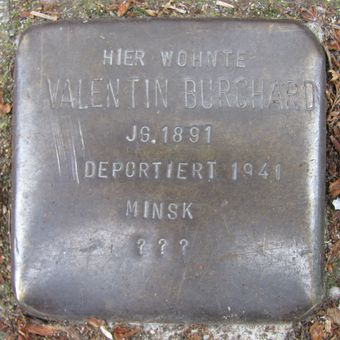 HIER WOHNTE
VALENTIN BURCHARD
JG. 1891
DEPORTIERT 1941
MINSK
? ? ?